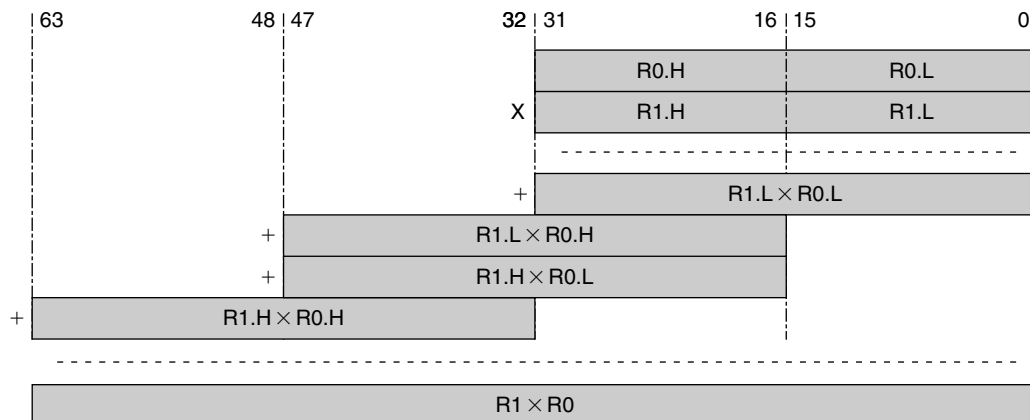 63 48 47 32 31 16 15 0
R0.H R0.L
X R1.H R1.L
+ R1.L × R0.L
+ R1.L × R0.H
+ R1.H × R0.L
+ R1.H × R0.H
R1 × R0